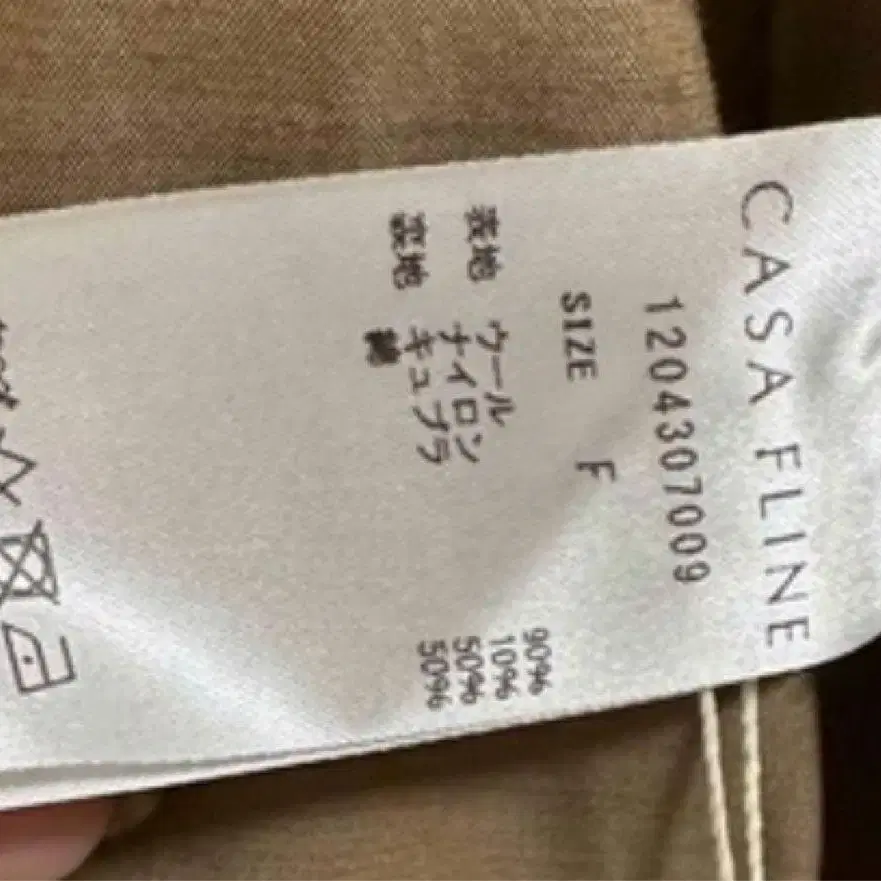 CASA FLINE
120430７009
SIZE F
表地 ウール 90%
ナイロン 10%
裏地 キュプラ 50%
綿 50%